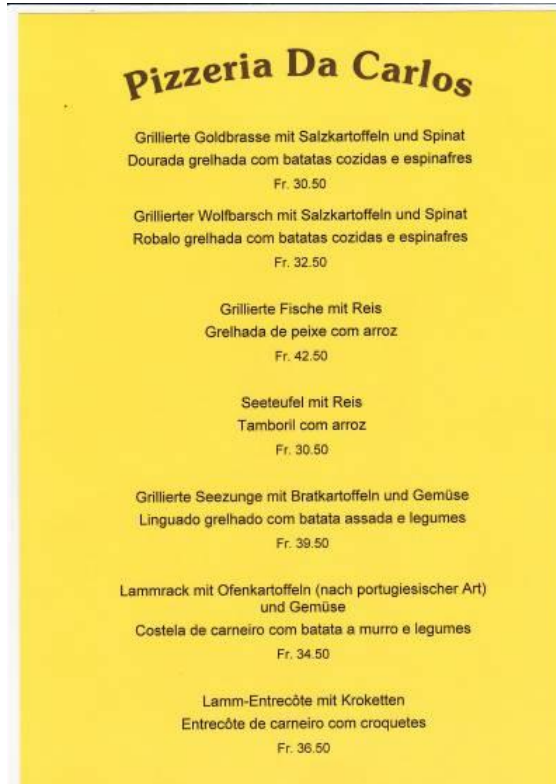 Pizzeria Da Carlos
Grillierte Goldbrasse mit Salzkartoffeln und Spinat
Dourada grelhada com batatas cozidas e espinafres
Fr. 30.50
Grillierter Wolfbarsch mit Salzkartoffeln und Spinat
Robalo grelhada com batatas cozidas e espinafres
Fr. 32.50
Grillierte Fische mit Reis
Grelhada de peixe com arroz
Fr. 42.50
Seeteufel mit Reis
Tamboril com arroz
Fr. 30.50
Grillierte Seezunge mit Bratkartoffeln und Gemüse
Linguado grelhado com batata assada e legumes
Fr. 39.50
Lammrack mit Ofenkartoffeln (nach portugiesischer Art)
und Gemüse
Costela de carneiro com batata a murro e legumes
Fr. 34.50
Lamm-Entrecôte mit Kroketten
Entrecôte de carneiro com croquetes
Fr. 36.50